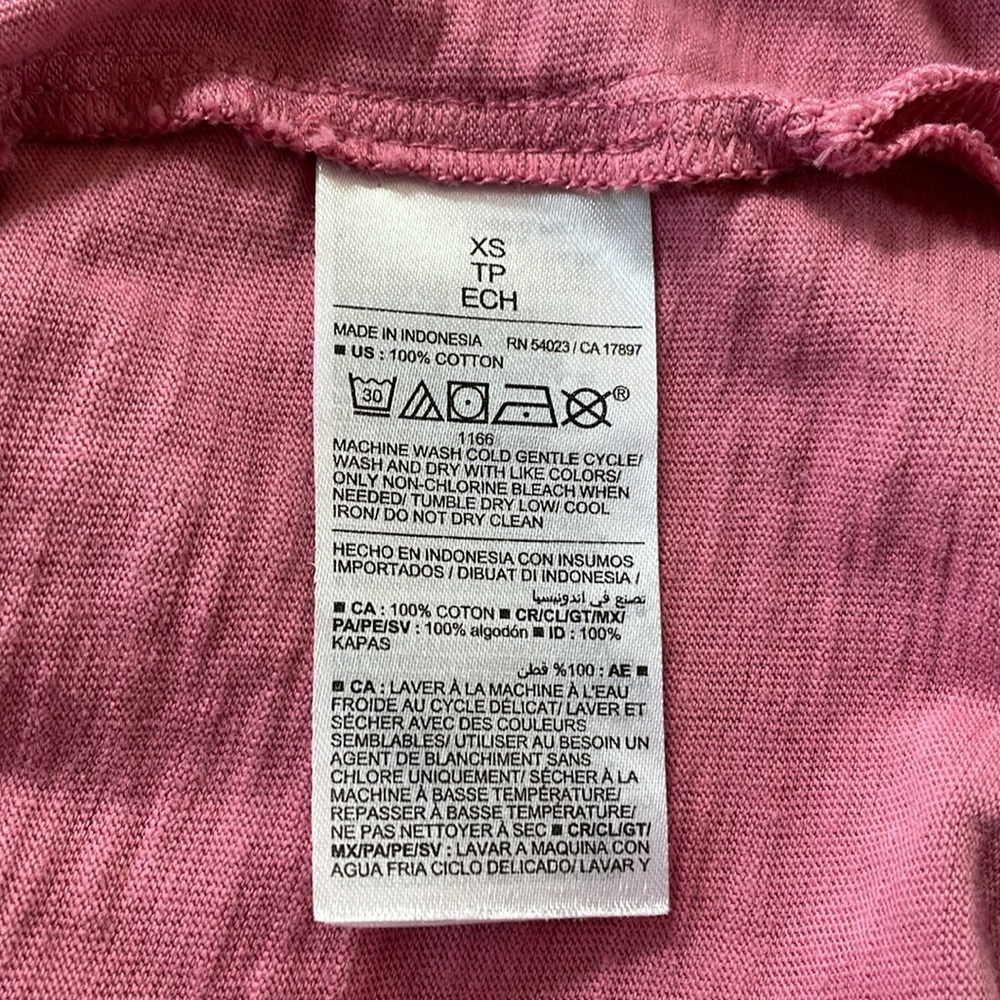 XS
TP
ECH
MADE IN INDONESIA RN 54023 / CA 17897
■ US : 100% COTTON
30 ®
1166
MACHINE WASH COLD GENTLE CYCLE/
WASH AND DRY WITH LIKE COLORS/
ONLY NON-CHLORINE BLEACH WHEN
NEEDED/ TUMBLE DRY LOW/ COOL
IRON/ DO NOT DRY CLEAN
HECHO EN INDONESIA CON INSUMOS
IMPORTADOS / DIBUAT DI INDONESIA /
تصنع في اندونيسيا
■ CA : 100% COTON ■ CR/CL/GT/MX/
PA/PE/SV : 100% algodón ■ ID : 100%
KAPAS
■ AE : 100% قطن
■ CA : LAVER À LA MACHINE À L'EAU
FROIDE AU CYCLE DÉLICAT/ LAVER ET
SÉCHER AVEC DES COULEURS
SEMBLABLES/ UTILISER AU BESOIN UN
AGENT DE BLANCHIMENT SANS
CHLORE UNIQUEMENT/ SÉCHER À LA
MACHINE À BASSE TEMPÉRATURE/
REPASSER À BASSE TEMPÉRATURE/
NE PAS NETTOYER À SEC ■ CR/CL/GT/
MX/PA/PE/SV : LAVAR A MAQUINA CON
AGUA FRIA CICLO DELICADO/ LAVAR Y